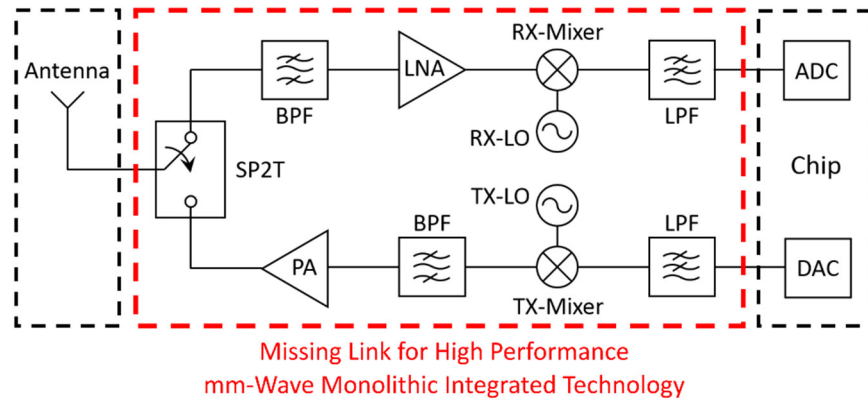 Antenna
SP2T
BPF
LNA
RX-Mixer
RX-LO
LPF
ADC
Chip
TX-LO
PA
BPF
TX-Mixer
LPF
DAC
Missing Link for High Performance
mm-Wave Monolithic Integrated Technology